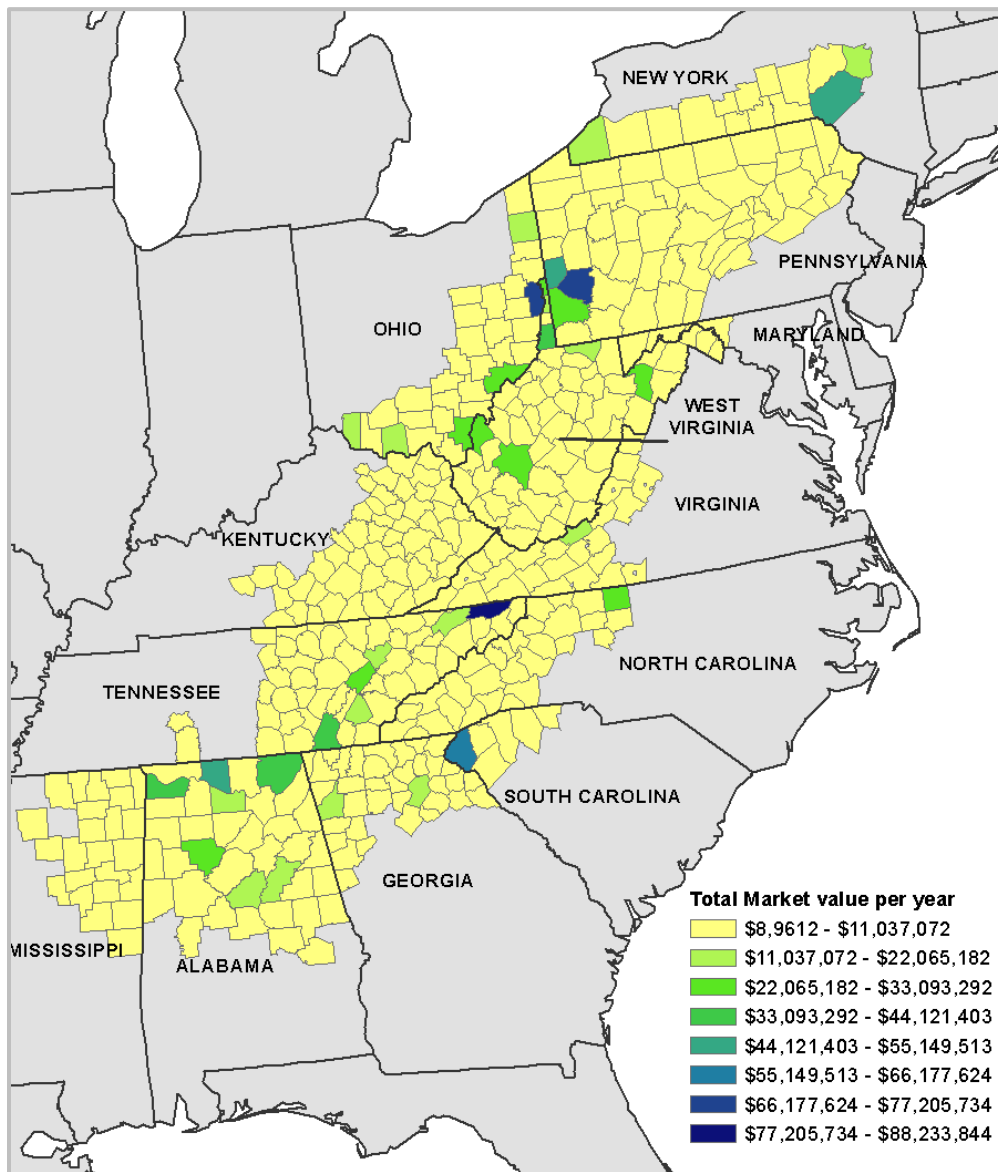 NEW YORK
PENNSYLVANIA
OHIO
MARYLAND
WEST
VIRGINIA
VIRGINIA
KENTUCKY
NORTH CAROLINA
TENNESSEE
SOUTH CAROLINA
GEORGIA
MISSISSIPPI
ALABAMA
Total Market value per year
$8,9612 - $11,037,072
$11,037,072 - $22,065,182
$22,065,182 - $33,093,292
$33,093,292 - $44,121,403
$44,121,403 - $55,149,513
$55,149,513 - $66,177,624
$66,177,624 - $77,205,734
$77,205,734 - $88,233,844